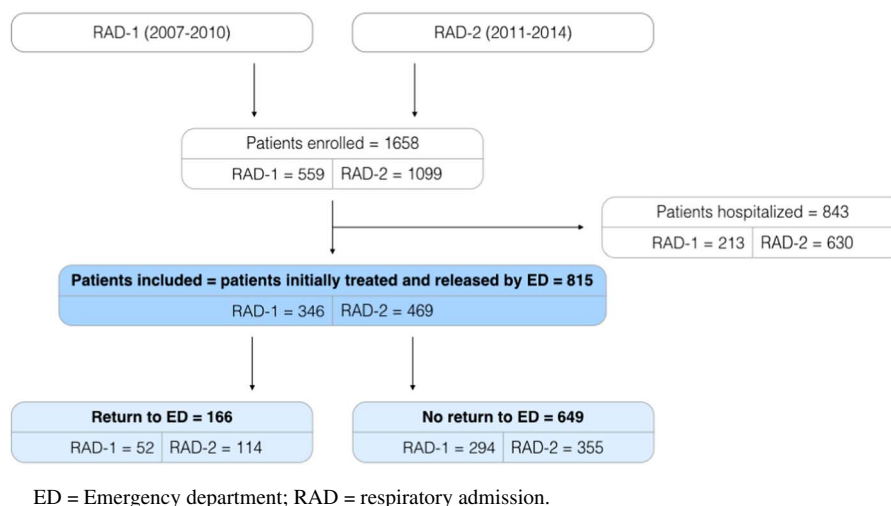 RAD-1 (2007-2010)
RAD-2 (2011-2014)
Patients enrolled = 1658
RAD-1 = 559 RAD-2 = 1099
Patients hospitalized = 843
RAD-1 = 213 RAD-2 = 630
Patients included = patients initially treated and released by ED = 815
RAD-1 = 346 RAD-2 = 469
Return to ED = 166
RAD-1 = 52 RAD-2 = 114
No return to ED = 649
RAD-1 = 294 RAD-2 = 355
ED = Emergency department; RAD = respiratory admission.